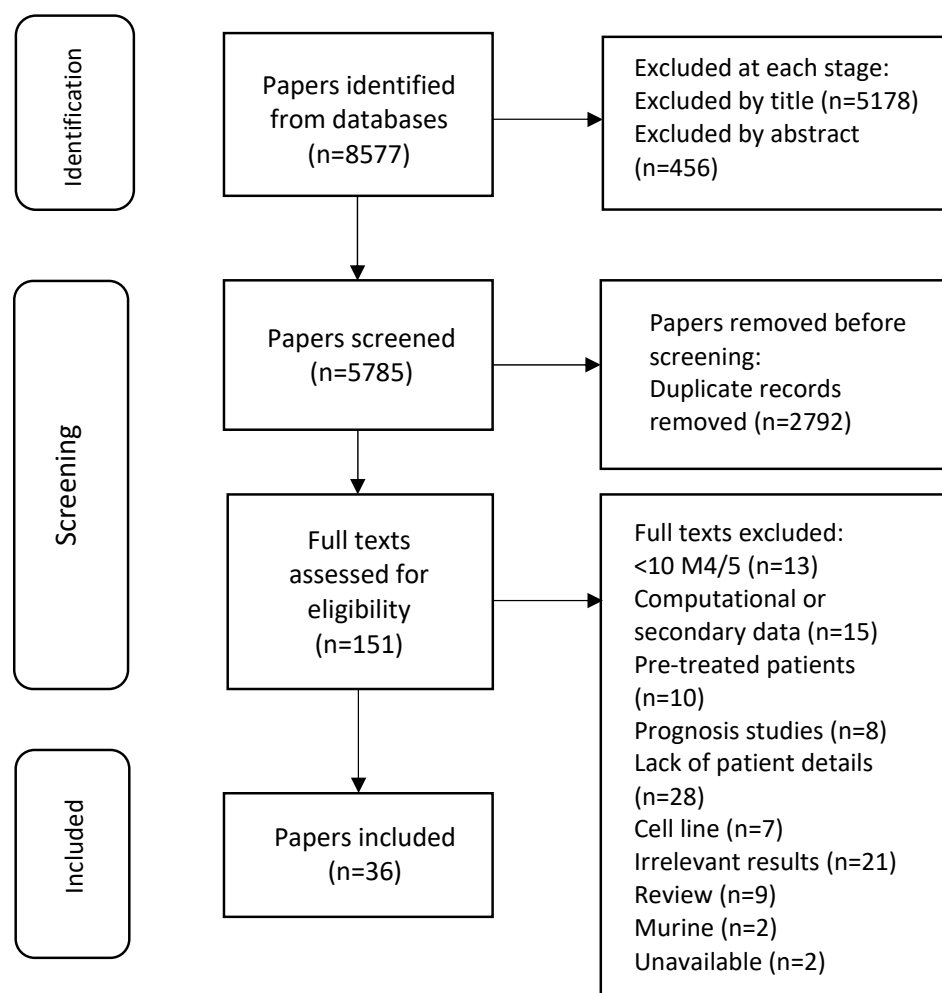 Identification
Papers identified
from databases
(n=8577)
Excluded at each stage:
Excluded by title (n=5178)
Excluded by abstract
(n=456)
Screening
Papers screened
(n=5785)
Papers removed before
screening:
Duplicate records
removed (n=2792)
Full texts
assessed for
eligibility
(n=151)
Full texts excluded:
<10 M4/5 (n=13)
Computational or
secondary data (n=15)
Pre-treated patients
(n=10)
Prognosis studies (n=8)
Lack of patient details
(n=28)
Cell line (n=7)
Irrelevant results (n=21)
Review (n=9)
Murine (n=2)
Unavailable (n=2)
Included
Papers included
(n=36)